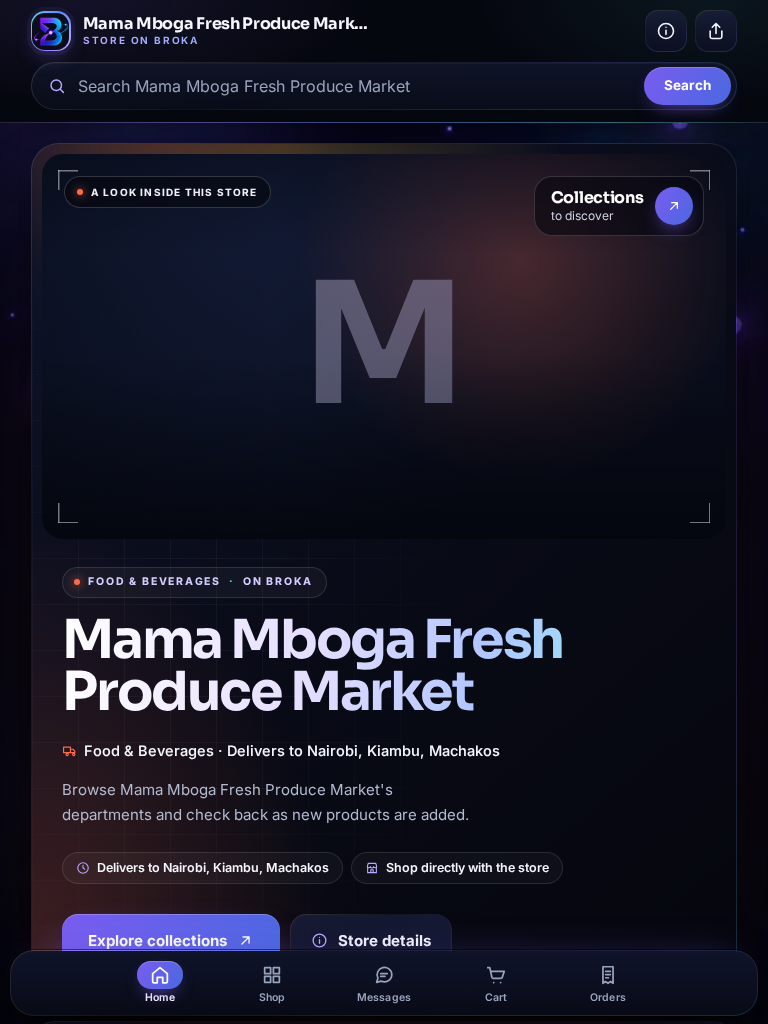 Mama Mboga Fresh Produce Mark...
STORE ON BROKA
Search Mama Mboga Fresh Produce Market
Search
A LOOK INSIDE THIS STORE
Collections
to discover
M
FOOD & BEVERAGES · ON BROKA
Mama Mboga Fresh
Produce Market
Food & Beverages · Delivers to Nairobi, Kiambu, Machakos
Browse Mama Mboga Fresh Produce Market's
departments and check back as new products are added.
Delivers to Nairobi, Kiambu, Machakos
Shop directly with the store
Explore collections
Store details
Home
Shop
Messages
Cart
Orders